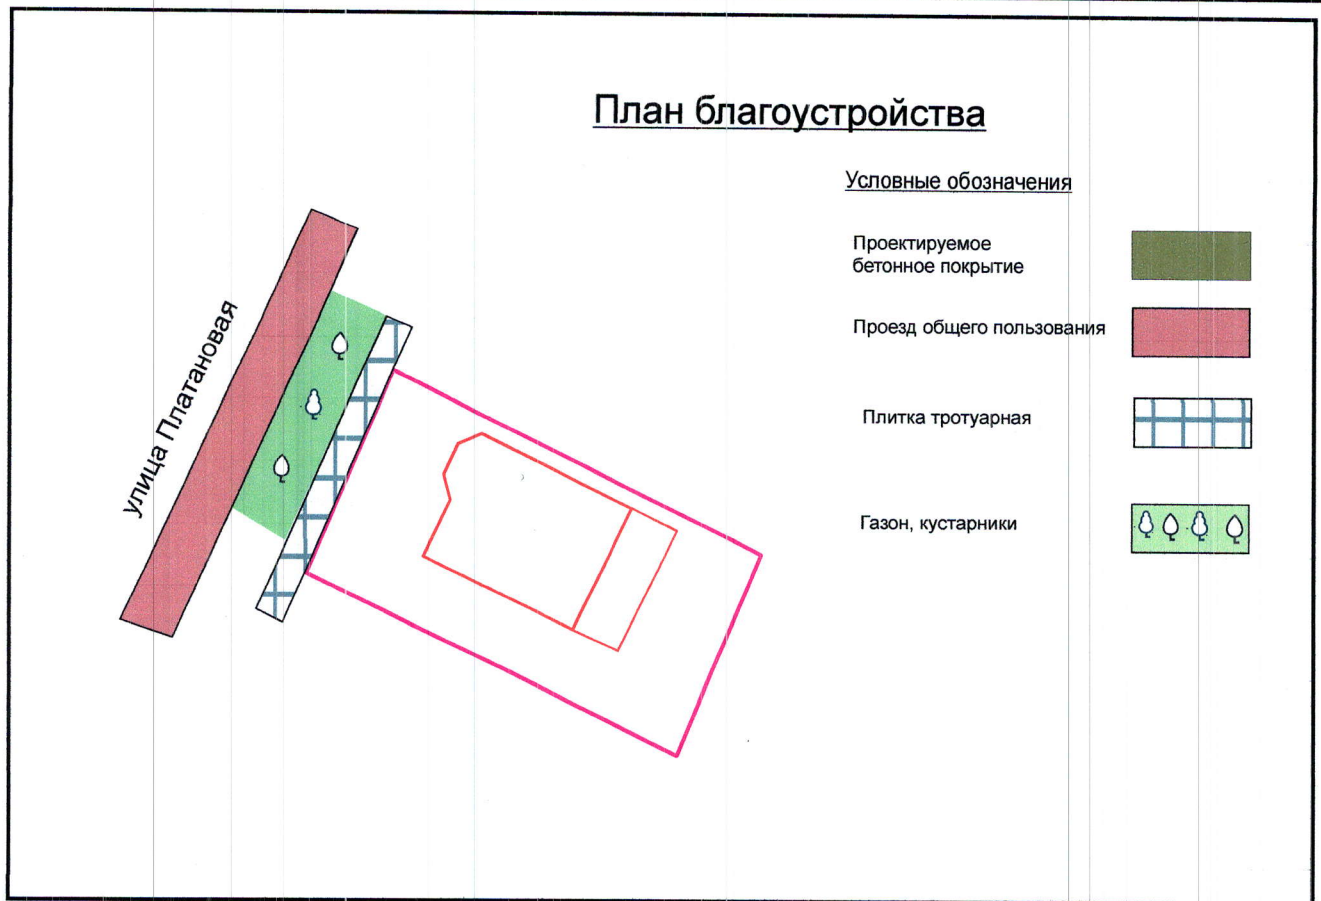 План благоустройства
Условные обозначения
Проектируемое
бетонное покрытие
Проезд общего пользования
Плитка тротуарная
Газон, кустарники
улица Платановая